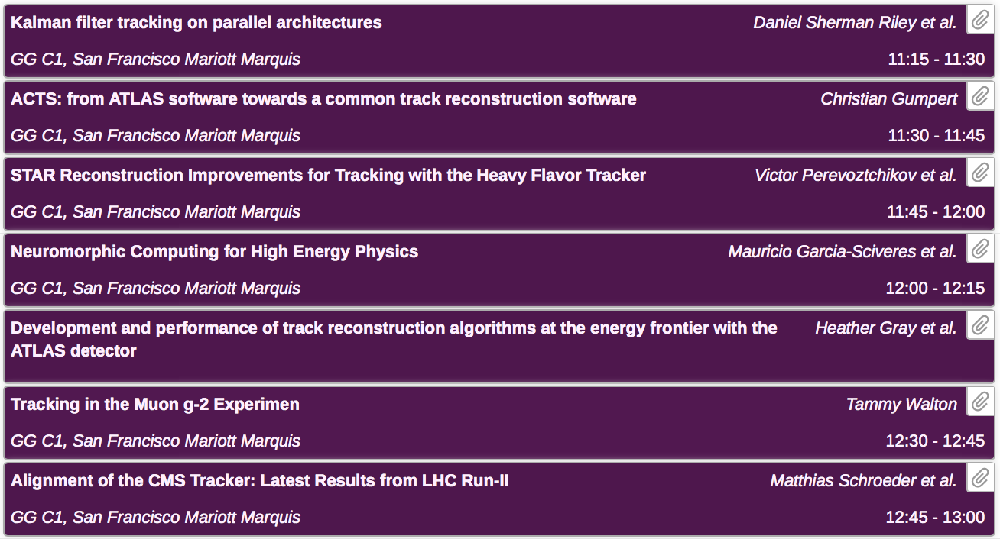 Kalman filter tracking on parallel architectures Daniel Sherman Riley et al.
GG C1, San Francisco Mariott Marquis 11:15 - 11:30
ACTS: from ATLAS software towards a common track reconstruction software Christian Gumpert
GG C1, San Francisco Mariott Marquis 11:30 - 11:45
STAR Reconstruction Improvements for Tracking with the Heavy Flavor Tracker Victor Perevoztchikov et al.
GG C1, San Francisco Mariott Marquis 11:45 - 12:00
Neuromorphic Computing for High Energy Physics Mauricio Garcia-Sciveres et al.
GG C1, San Francisco Mariott Marquis 12:00 - 12:15
Development and performance of track reconstruction algorithms at the energy frontier with the Heather Gray et al.
ATLAS detector
Tracking in the Muon g-2 Experimen Tammy Walton
GG C1, San Francisco Mariott Marquis 12:30 - 12:45
Alignment of the CMS Tracker: Latest Results from LHC Run-II Matthias Schroeder et al.
GG C1, San Francisco Mariott Marquis 12:45 - 13:00